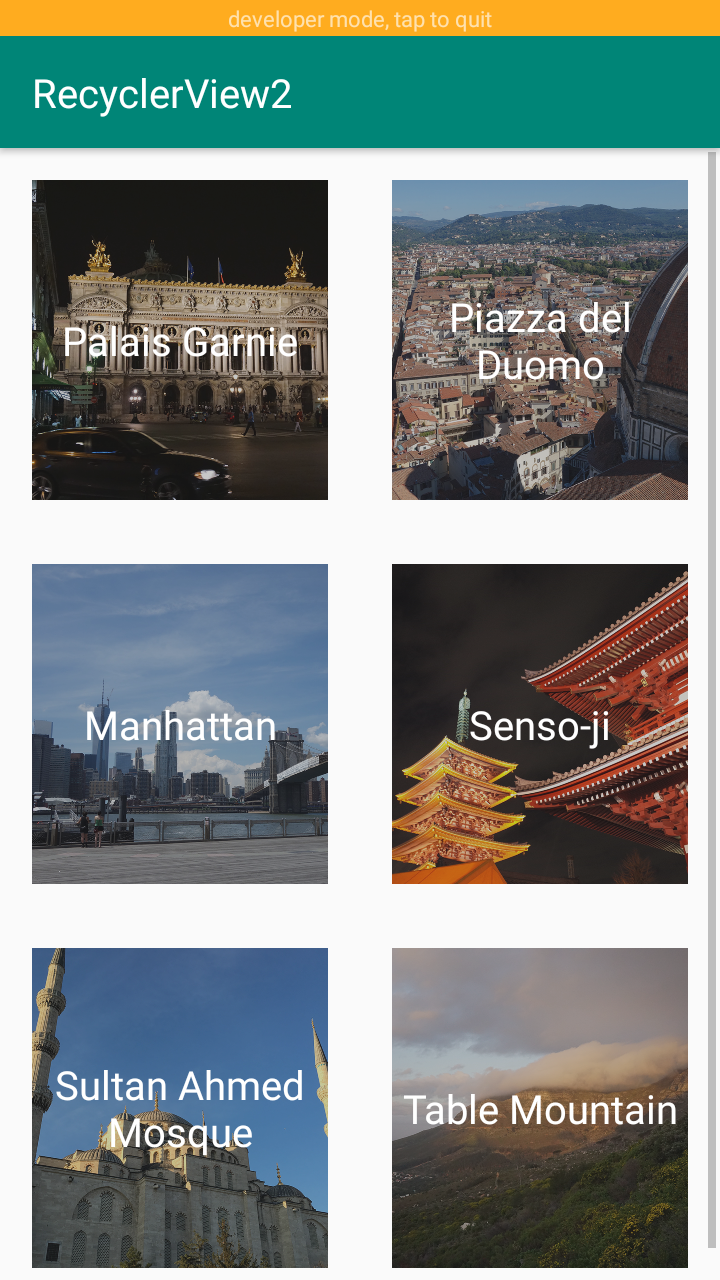 developer mode, tap to quit
RecyclerView2
Palais Garnie
Piazza del
Duomo
Manhattan
Senso-ji
Sultan Ahmed
Mosque
Table Mountain